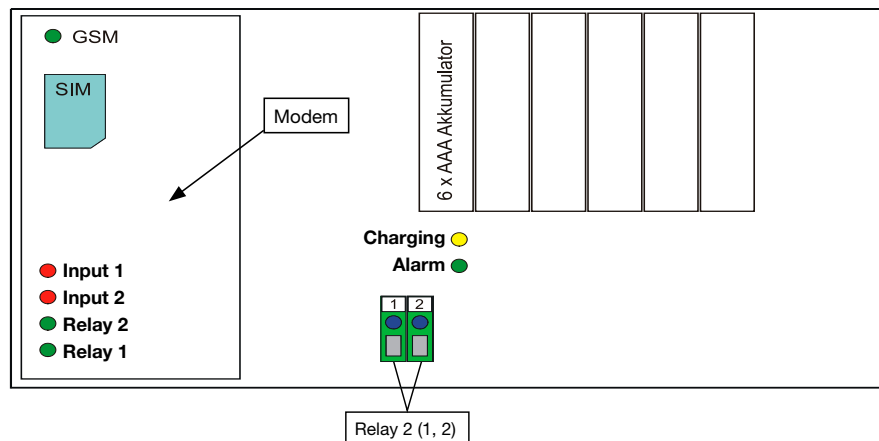 GSM
SIM
Modem
6 x AAA Akkumulator
Charging
Alarm
Input 1
Input 2
Relay 2
Relay 1
1 2
Relay 2 (1, 2)